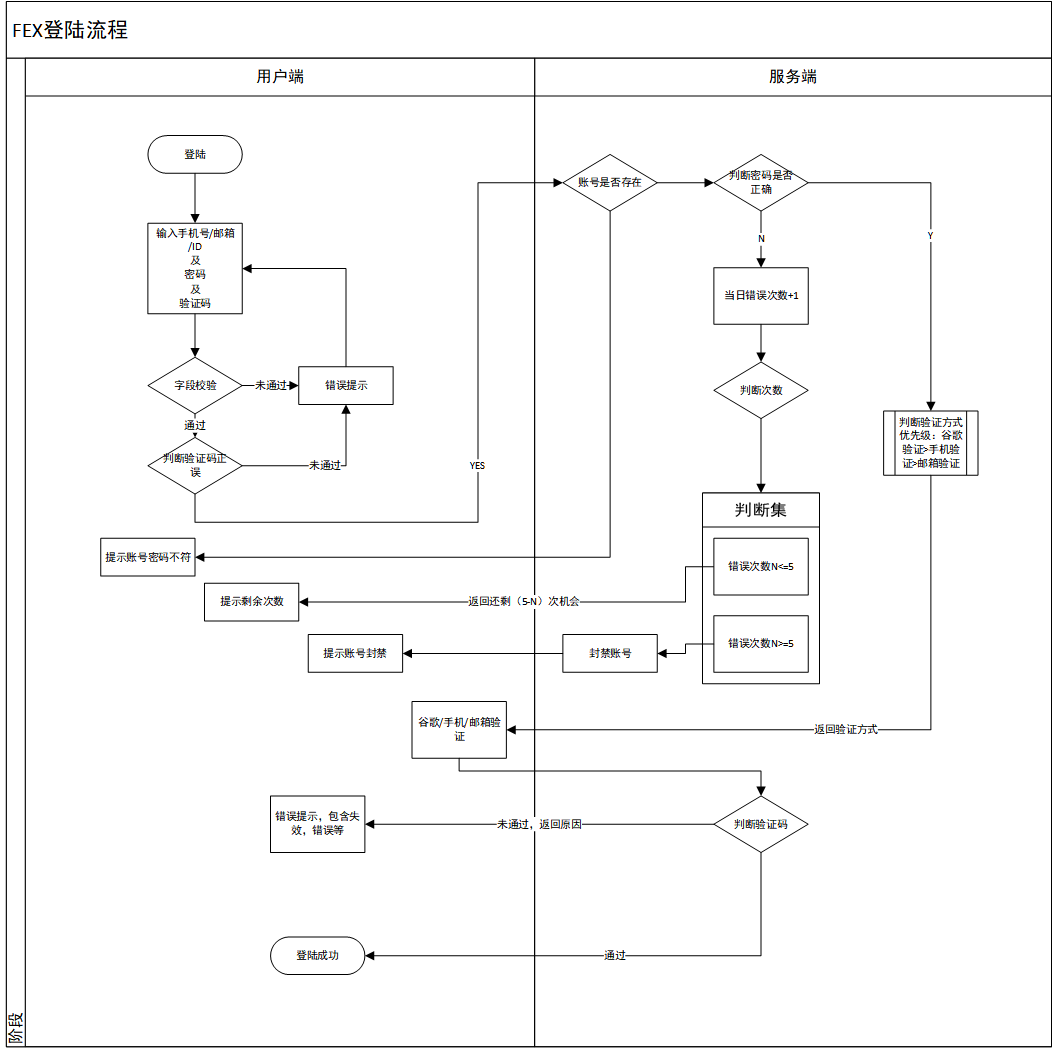 FEX登陆流程
用户端
服务端
登陆
输入手机号/邮箱
/ID
及
密码
及
验证码
字段校验
未通过
错误提示
通过
判断验证码正
误
未通过
YES
账号是否存在
判断密码是否
正确
N
Y
当日错误次数+1
判断次数
判断验证方式
优先级：谷歌
验证>手机验
证>邮箱验证
判断集
错误次数N<=5
错误次数N>=5
提示账号密码不符
提示剩余次数
返回还剩（5-N）次机会
提示账号封禁
封禁账号
谷歌/手机/邮箱验
证
返回验证方式
错误提示，包含失
效，错误等
未通过，返回原因
判断验证码
登陆成功
通过
阶段